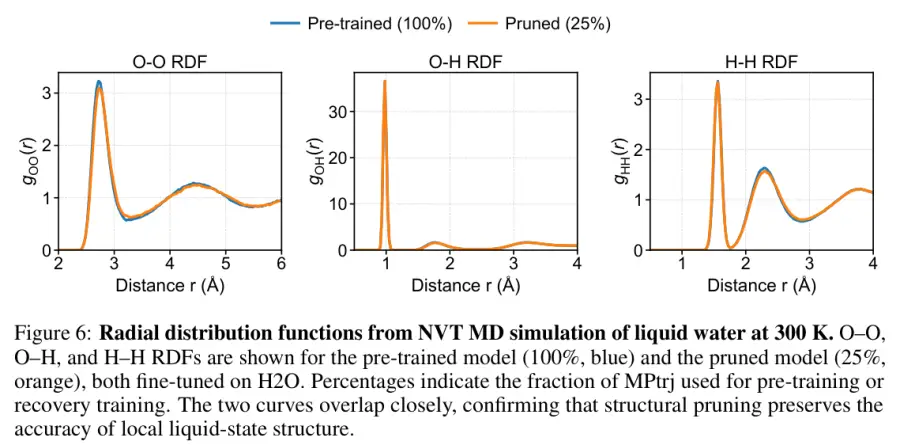 Pre-trained (100%) Pruned (25%)
O-O RDF
O-H RDF
H-H RDF
3
2
1
0
g_OO(r)
2 3 4 5 6
Distance r (Å)
30
20
10
0
g_OH(r)
1 2 3 4
Distance r (Å)
3
2
1
0
g_HH(r)
1 2 3 4
Distance r (Å)
Figure 6: Radial distribution functions from NVT MD simulation of liquid water at 300 K. O–O,
O–H, and H–H RDFs are shown for the pre-trained model (100%, blue) and the pruned model (25%,
orange), both fine-tuned on H2O. Percentages indicate the fraction of MPtrj used for pre-training or
recovery training. The two curves overlap closely, confirming that structural pruning preserves the
accuracy of local liquid-state structure.